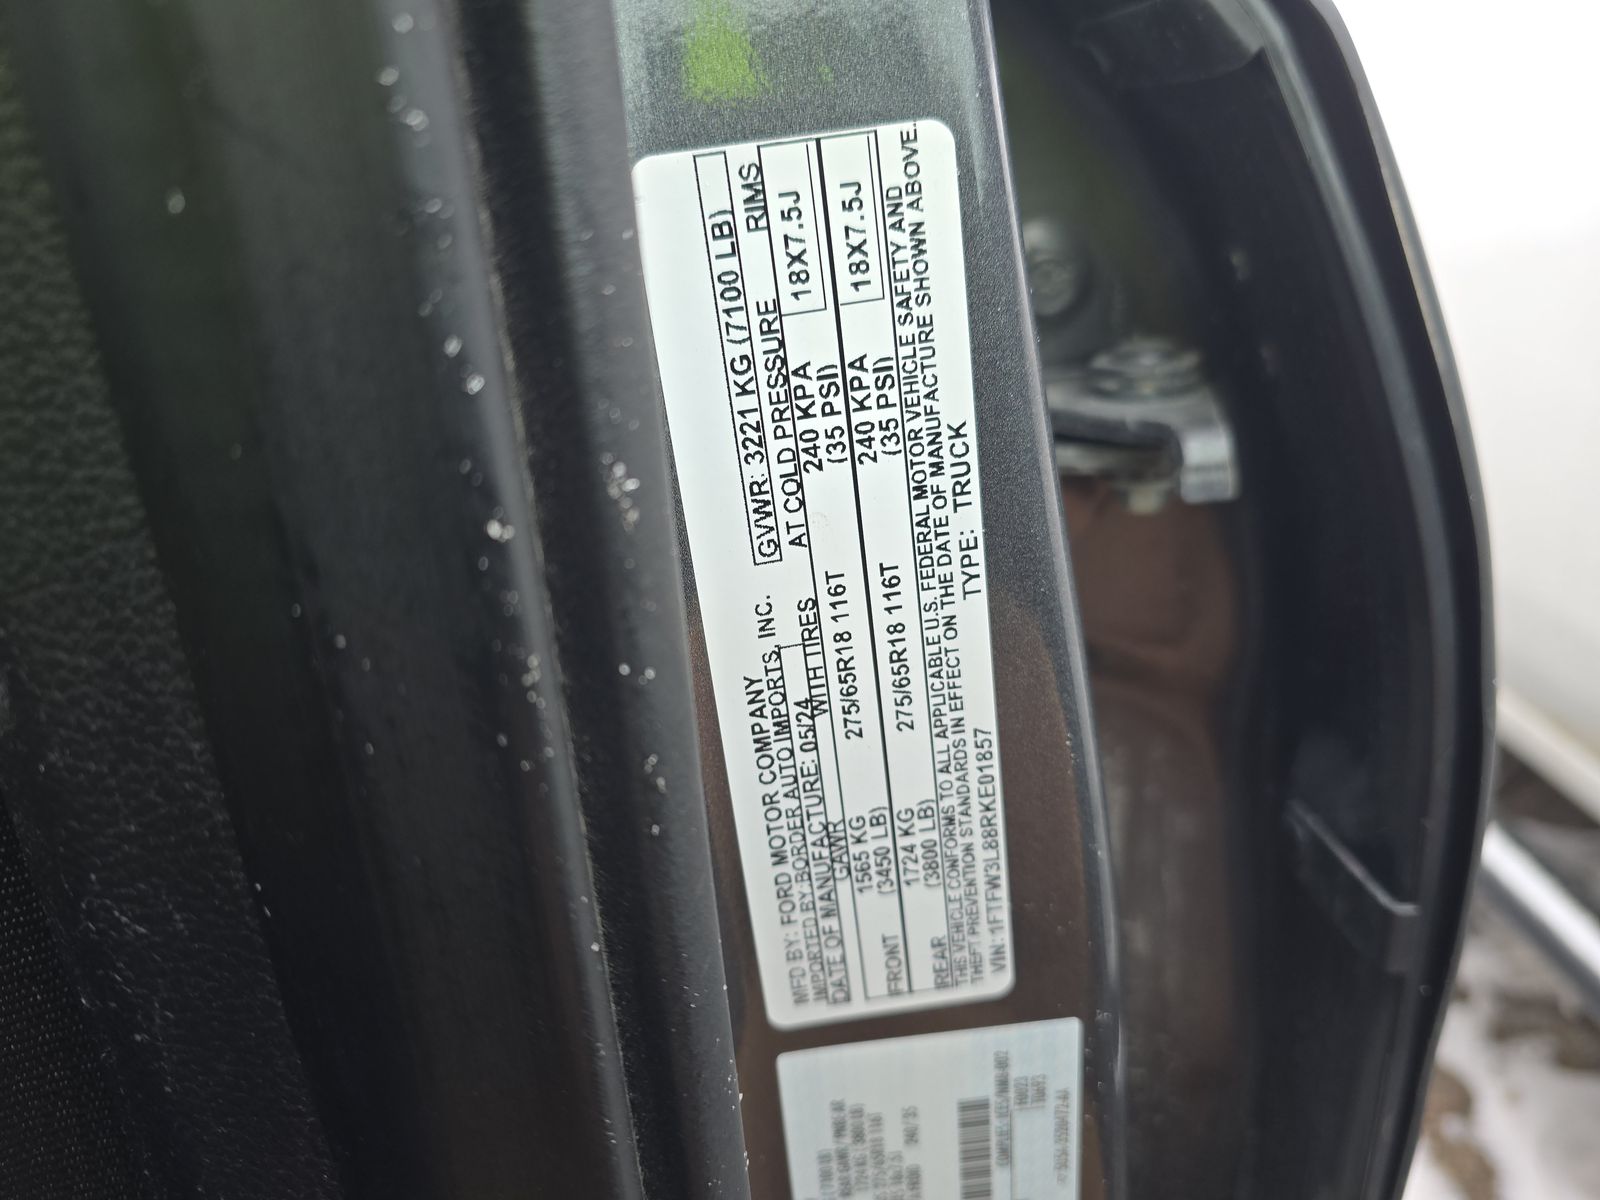 MFD BY: FORD MOTOR COMPANY
IMPORTED BY: BORDER AUTO IMPORTS, INC.
DATE OF MANUFACTURE: 05/24
GVWR: 3221 KG (7100 LB)
GAWR WITH TIRES AT COLD PRESSURE RIMS
FRONT 1565 KG 275/65R18 116T 240 KPA 18X7.5J
(3450 LB) (35 PSI)
REAR 1724 KG 275/65R18 116T 240 KPA 18X7.5J
(3800 LB) (35 PSI)
THIS VEHICLE CONFORMS TO ALL APPLICABLE U.S. FEDERAL MOTOR VEHICLE SAFETY AND
THEFT PREVENTION STANDARDS IN EFFECT ON THE DATE OF MANUFACTURE SHOWN ABOVE.
VIN: 1FTFW3L88RKE01857 TYPE: TRUCK